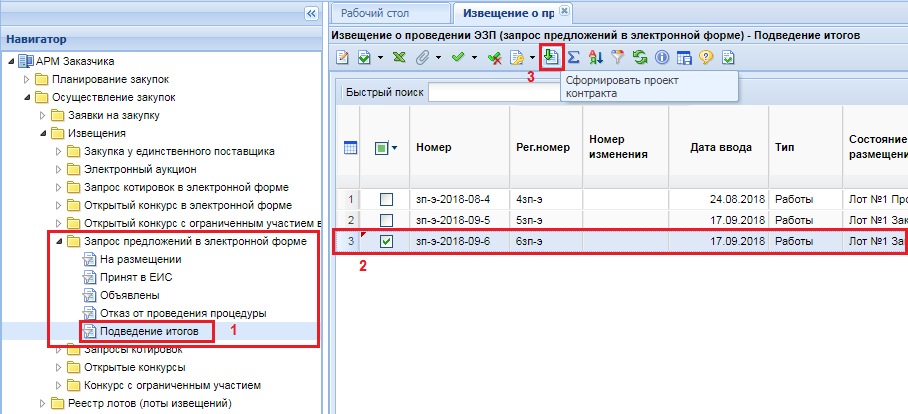 Навигатор
АРМ Заказчика
Планирование закупок
Осуществление закупок
Заявки на закупку
Извещения
Закупка у единственного поставщика
Электронный аукцион
Запрос котировок в электронной форме
Открытый конкурс в электронной форме
Открытый конкурс с ограниченным участием в
Запрос предложений в электронной форме
На размещении
Принят в ЕИС
Объявлены
Отказ от проведения процедуры
Подведение итогов 1
Запросы котировок
Открытые конкурсы
Конкурс с ограниченным участием
Реестр лотов (лоты извещений)
Рабочий стол Извещение о пр
Извещение о проведении ЭЗП (запрос предложений в электронной форме) - Подведение итогов
3
Сформировать проект
контракта
Быстрый поиск
Номер Рег.номер Номер изменения Дата ввода Тип Состояние размещени
1 зп-э-2018-08-4 4зп-э 24.08.2018 Работы Лот №1 Про
2 зп-э-2018-09-5 5зп-э 17.09.2018 Работы Лот №1 Зак
3 зп-э-2018-09-6 6зп-э 17.09.2018 Работы Лот №1 Зак
2